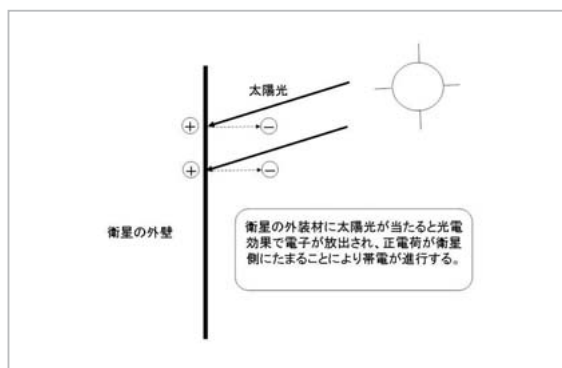 太陽光
+
−
+
−
衛星の外壁
衛星の外装材に太陽光が当たると光電
効果で電子が放出され、正電荷が衛星
側にたまることにより帯電が進行する。